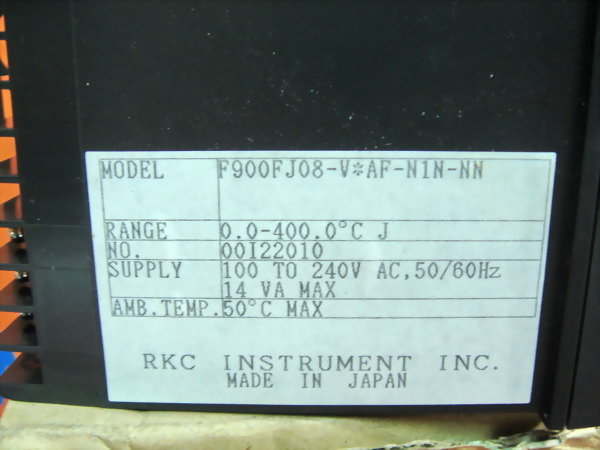 MODEL F900FJ08-V*AF-N1N-NN
RANGE 0.0-400.0°C J
NO. 00I22010
SUPPLY 100 TO 240V AC,50/60Hz
14 VA MAX
AMB.TEMP. 50°C MAX
RKC INSTRUMENT INC.
MADE IN JAPAN